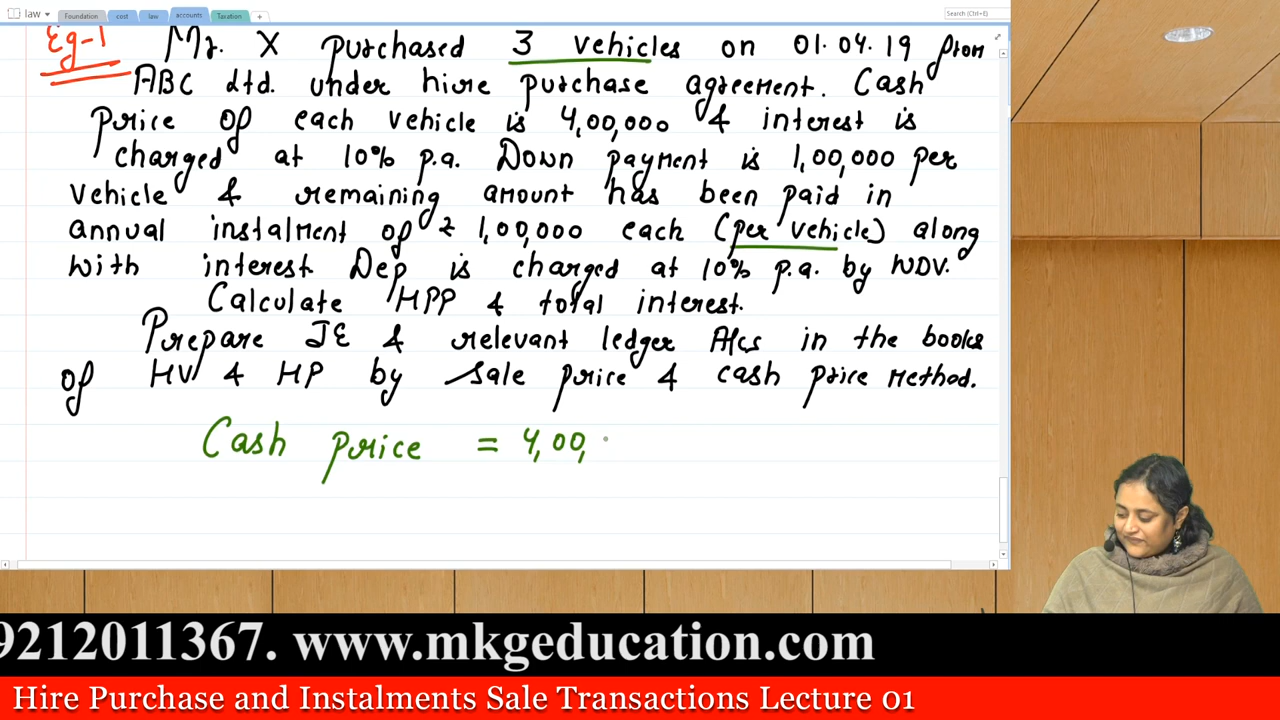 law
Foundation cost law accounts Taxation +
Search (Ctrl+E)
Eg-1 Mr. X purchased 3 vehicles on 01.04.19 from
ABC Ltd. under hire purchase agreement. Cash
Price of each vehicle is 4,00,000 & interest is
charged at 10% p.a. Down payment is 1,00,000 per
vehicle & remaining amount has been paid in
annual instalment of ₹ 1,00,000 each (per vehicle) along
with interest. Dep is charged at 10% p.a. by WDV.
Calculate HPP & total interest.
Prepare JE & relevant ledger A/cs in the books
of HV & HP by sale price & cash price method.
Cash price = 4,00,
9212011367. www.mkgeducation.com
Hire Purchase and Instalments Sale Transactions Lecture 01